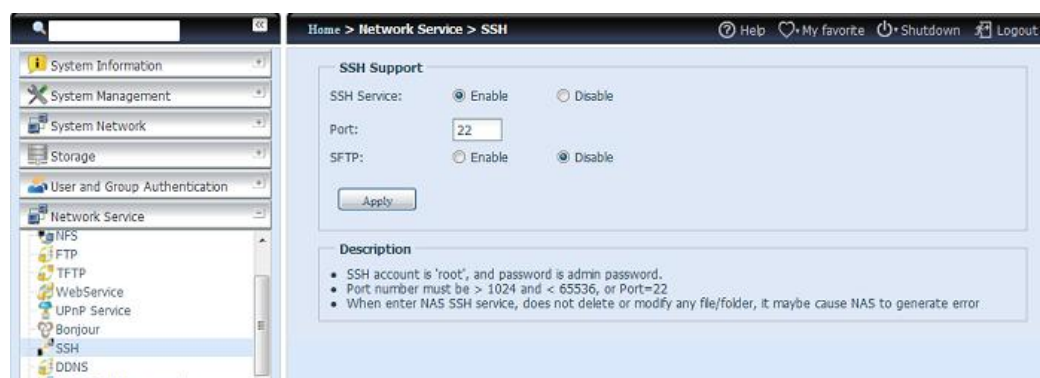 Home > Network Service > SSH
Help My favorite Shutdown Logout
System Information
System Management
System Network
Storage
User and Group Authentication
Network Service
NFS
FTP
TFTP
WebService
UPnP Service
Bonjour
SSH
DDNS
SSH Support
SSH Service: Enable Disable
Port: 22
SFTP: Enable Disable
Apply
Description
SSH account is 'root', and password is admin password.
Port number must be > 1024 and < 65536, or Port=22
When enter NAS SSH service, does not delete or modify any file/folder, it maybe cause NAS to generate error